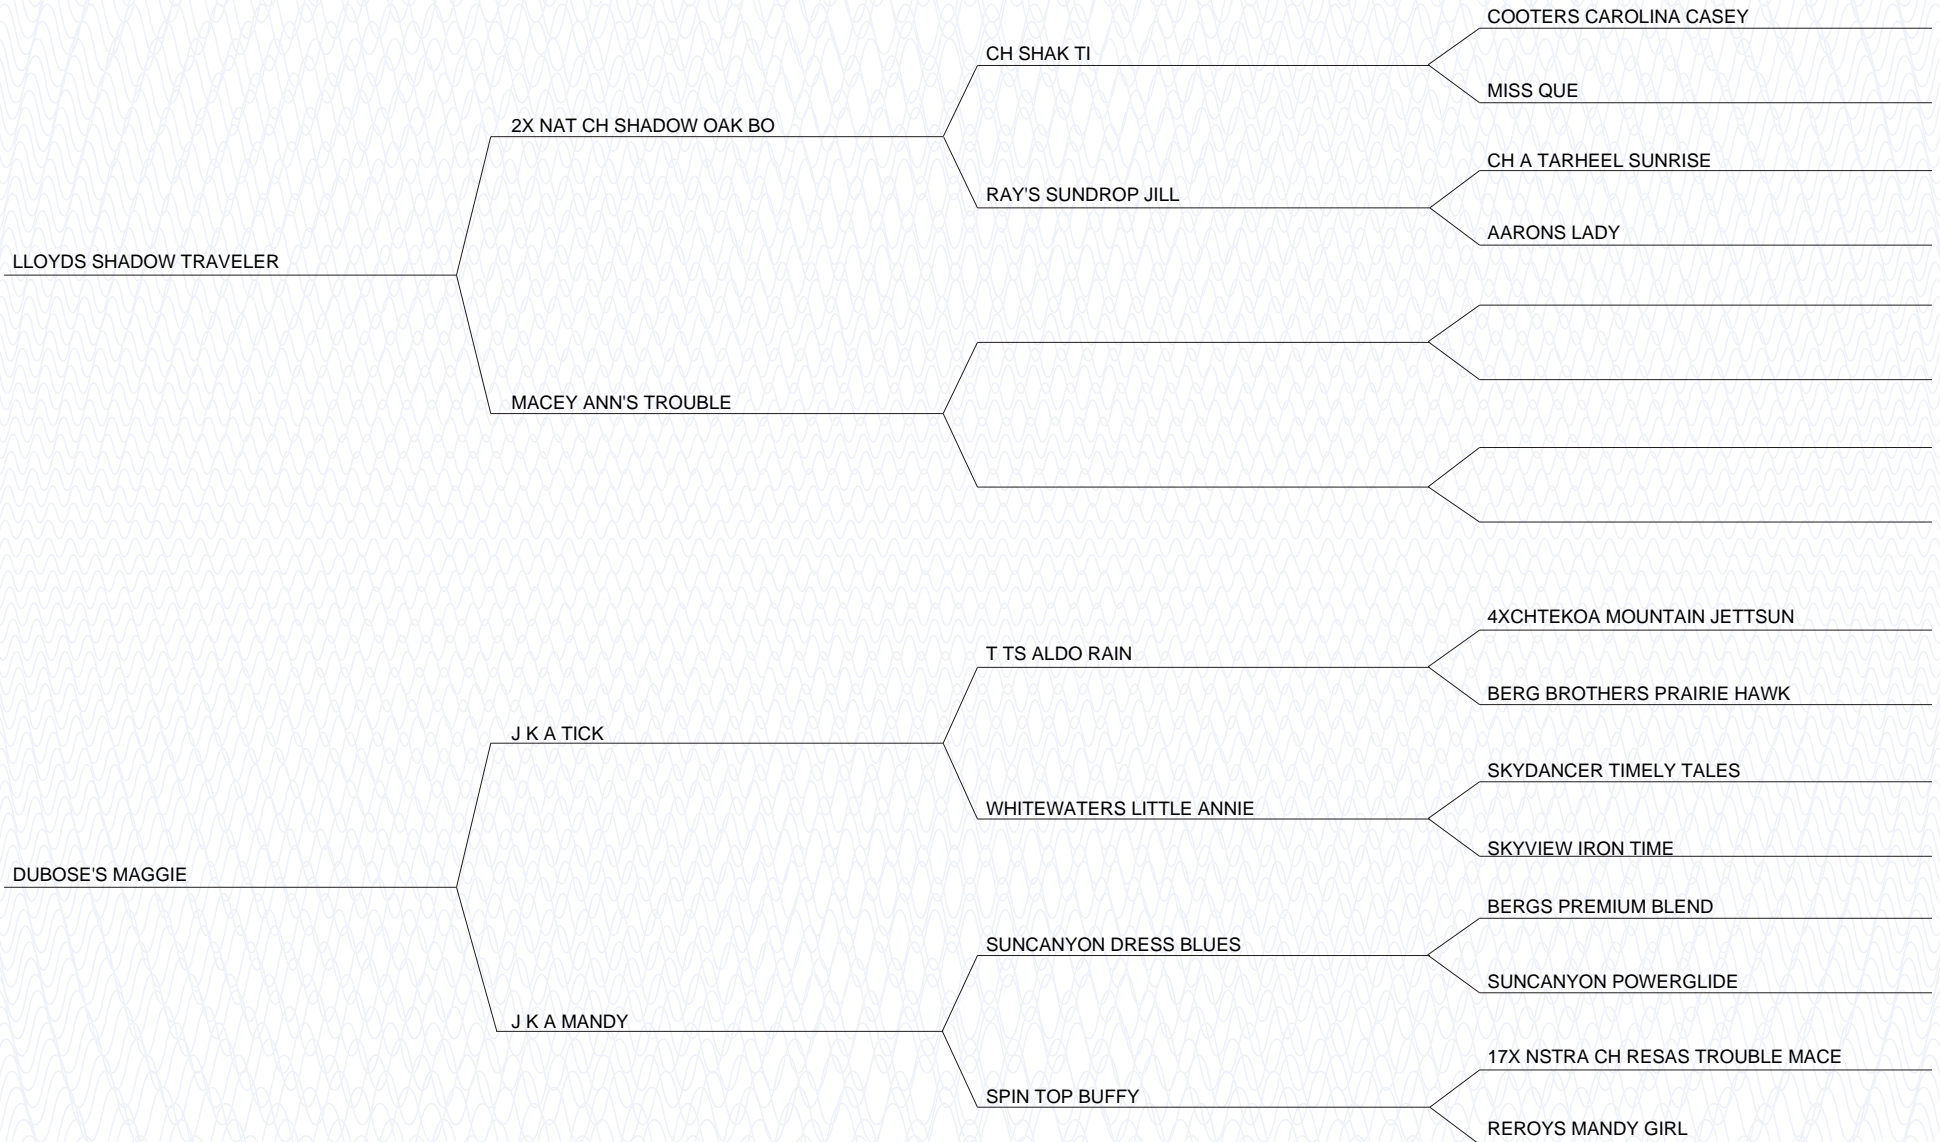 COOTERS CAROLINA CASEY
CH SHAK TI
MISS QUE
2X NAT CH SHADOW OAK BO
CH A TARHEEL SUNRISE
RAY'S SUNDROP JILL
AARONS LADY
LLOYDS SHADOW TRAVELER
MACEY ANN'S TROUBLE
4XCHTEKOA MOUNTAIN JETTSUN
T TS ALDO RAIN
BERG BROTHERS PRAIRIE HAWK
J K A TICK
SKYDANCER TIMELY TALES
WHITEWATERS LITTLE ANNIE
SKYVIEW IRON TIME
DUBOSE'S MAGGIE
BERGS PREMIUM BLEND
SUNCANYON DRESS BLUES
SUNCANYON POWERGLIDE
J K A MANDY
17X NSTRA CH RESAS TROUBLE MACE
SPIN TOP BUFFY
REROYS MANDY GIRL